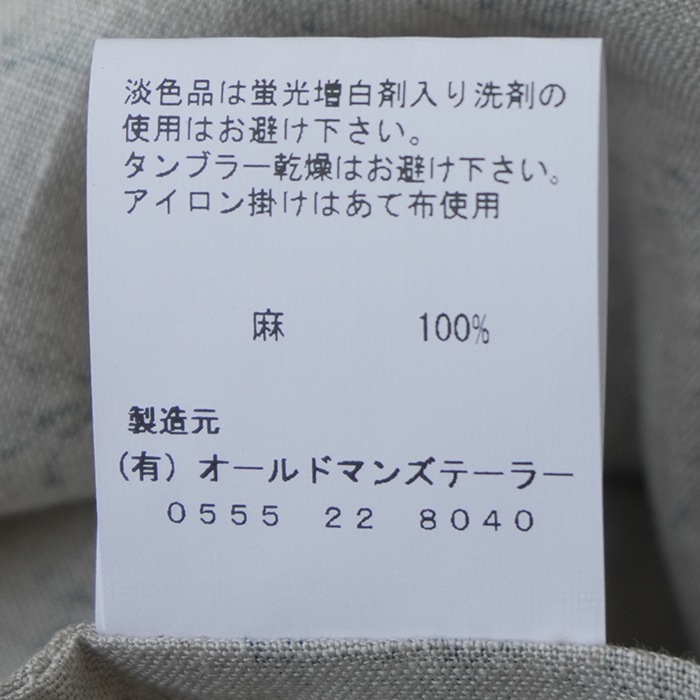 淡色品は蛍光増白剤入り洗剤の
使用はお避け下さい。
タンブラー乾燥はお避け下さい。
アイロン掛けはあて布使用
麻 100%
製造元
(有) オールドマンズテーラー
0555 22 8040